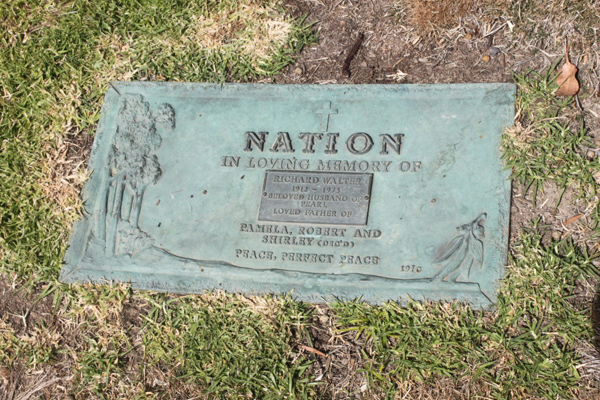 NATION
IN LOVING MEMORY OF
RICHARD WALTER
BELOVED HUSBAND OF
PEARL
LOVED FATHER OF
PAMELA, ROBERT AND
SHIRLEY (DEC'D)
PEACE, PERFECT PEACE